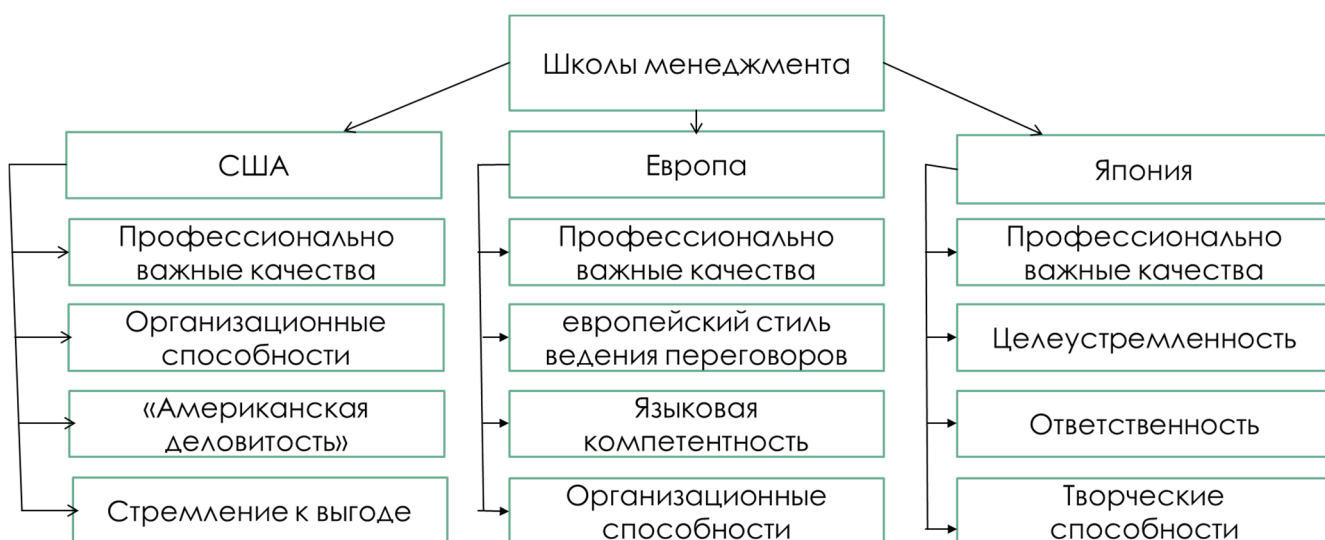 Школы менеджмента
США
Профессионально
важные качества
Организационные
способности
«Американская
деловитость»
Стремление к выгоде
Европа
Профессионально
важные качества
европейский стиль
ведения переговоров
Языковая
компетентность
Организационные
способности
Япония
Профессионально
важные качества
Целеустремленность
Ответственность
Творческие
способности